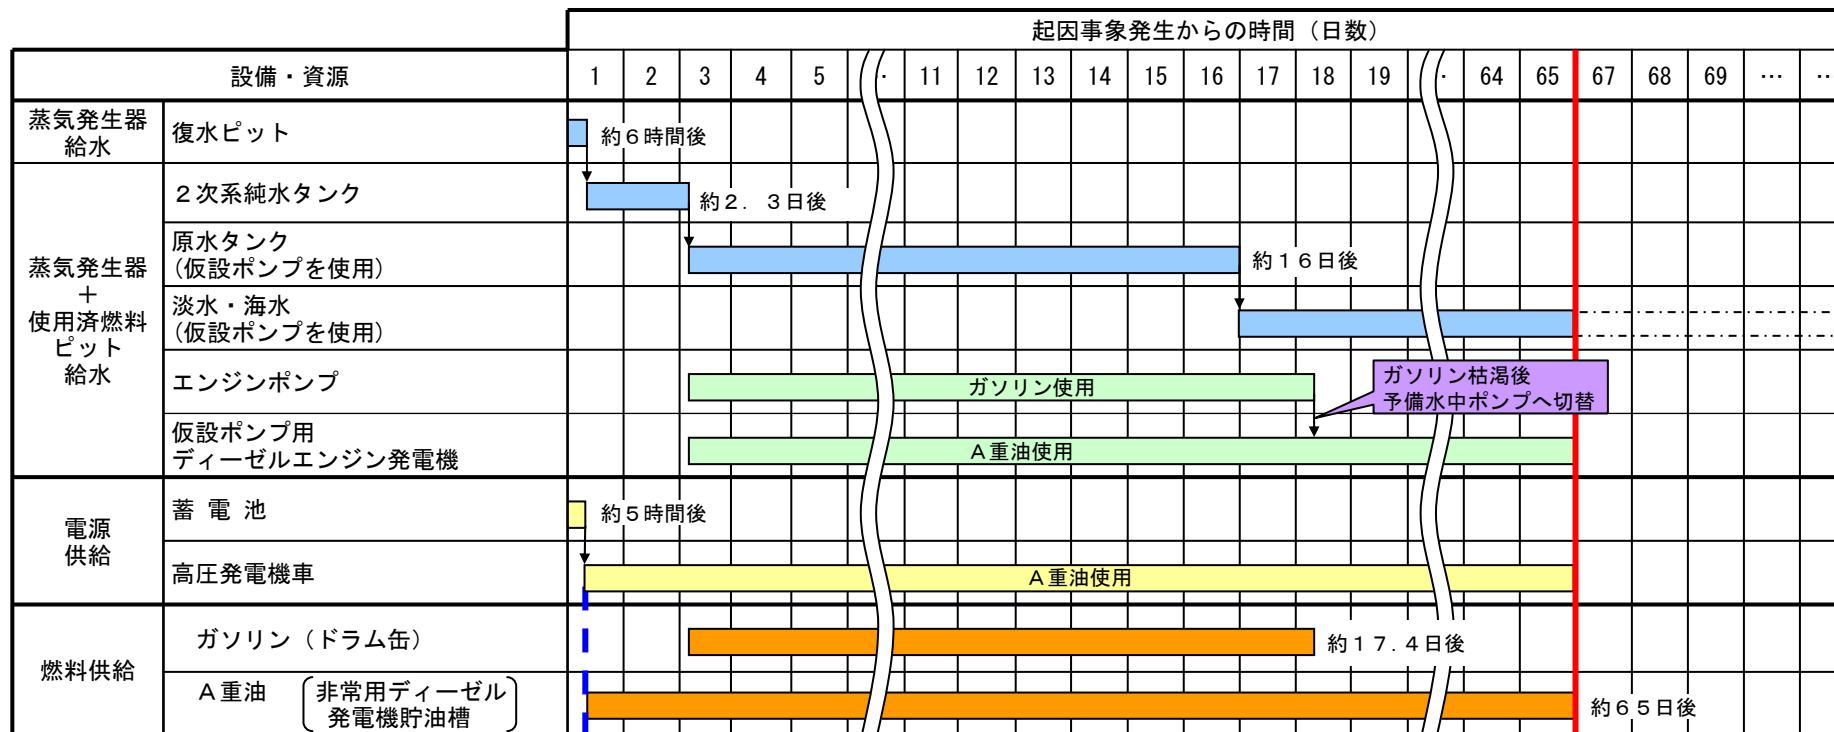 起因事象発生からの時間（日数）
設備・資源
1 2 3 4 5 ‥ 11 12 13 14 15 16 17 18 19 ‥ 64 65 67 68 69 … ‥
蒸気発生器
給水
復水ピット
約６時間後
蒸気発生器
＋
使用済燃料
ピット
給水
２次系純水タンク
約２．３日後
原水タンク
（仮設ポンプを使用）
約１６日後
淡水・海水
（仮設ポンプを使用）
エンジンポンプ
ガソリン使用
ガソリン枯渇後
予備水中ポンプへ切替
仮設ポンプ用
ディーゼルエンジン発電機
Ａ重油使用
電源
供給
蓄電池
約５時間後
高圧発電機車
Ａ重油使用
燃料供給
ガソリン（ドラム缶）
約１７.４日後
Ａ重油
非常用ディーゼル
発電機貯油槽
約６５日後